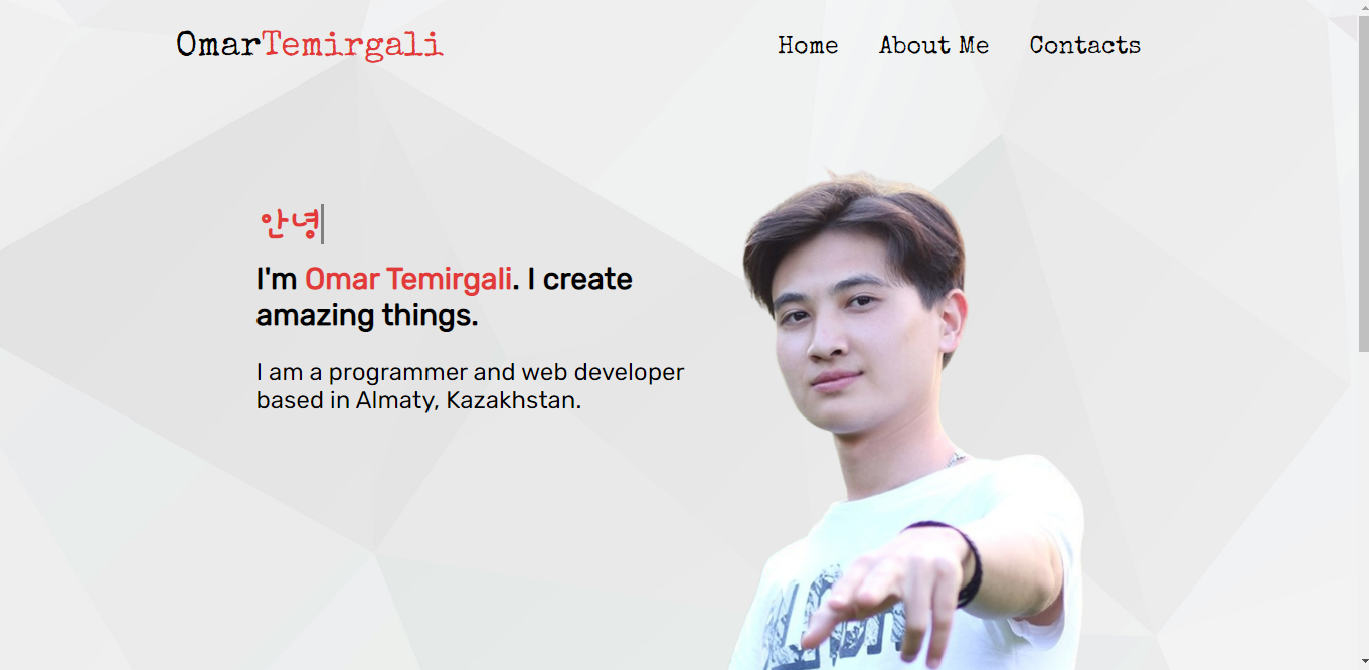 OmarTemirgali
Home About Me Contacts
안녕
I'm Omar Temirgali. I create
amazing things.
I am a programmer and web developer
based in Almaty, Kazakhstan.